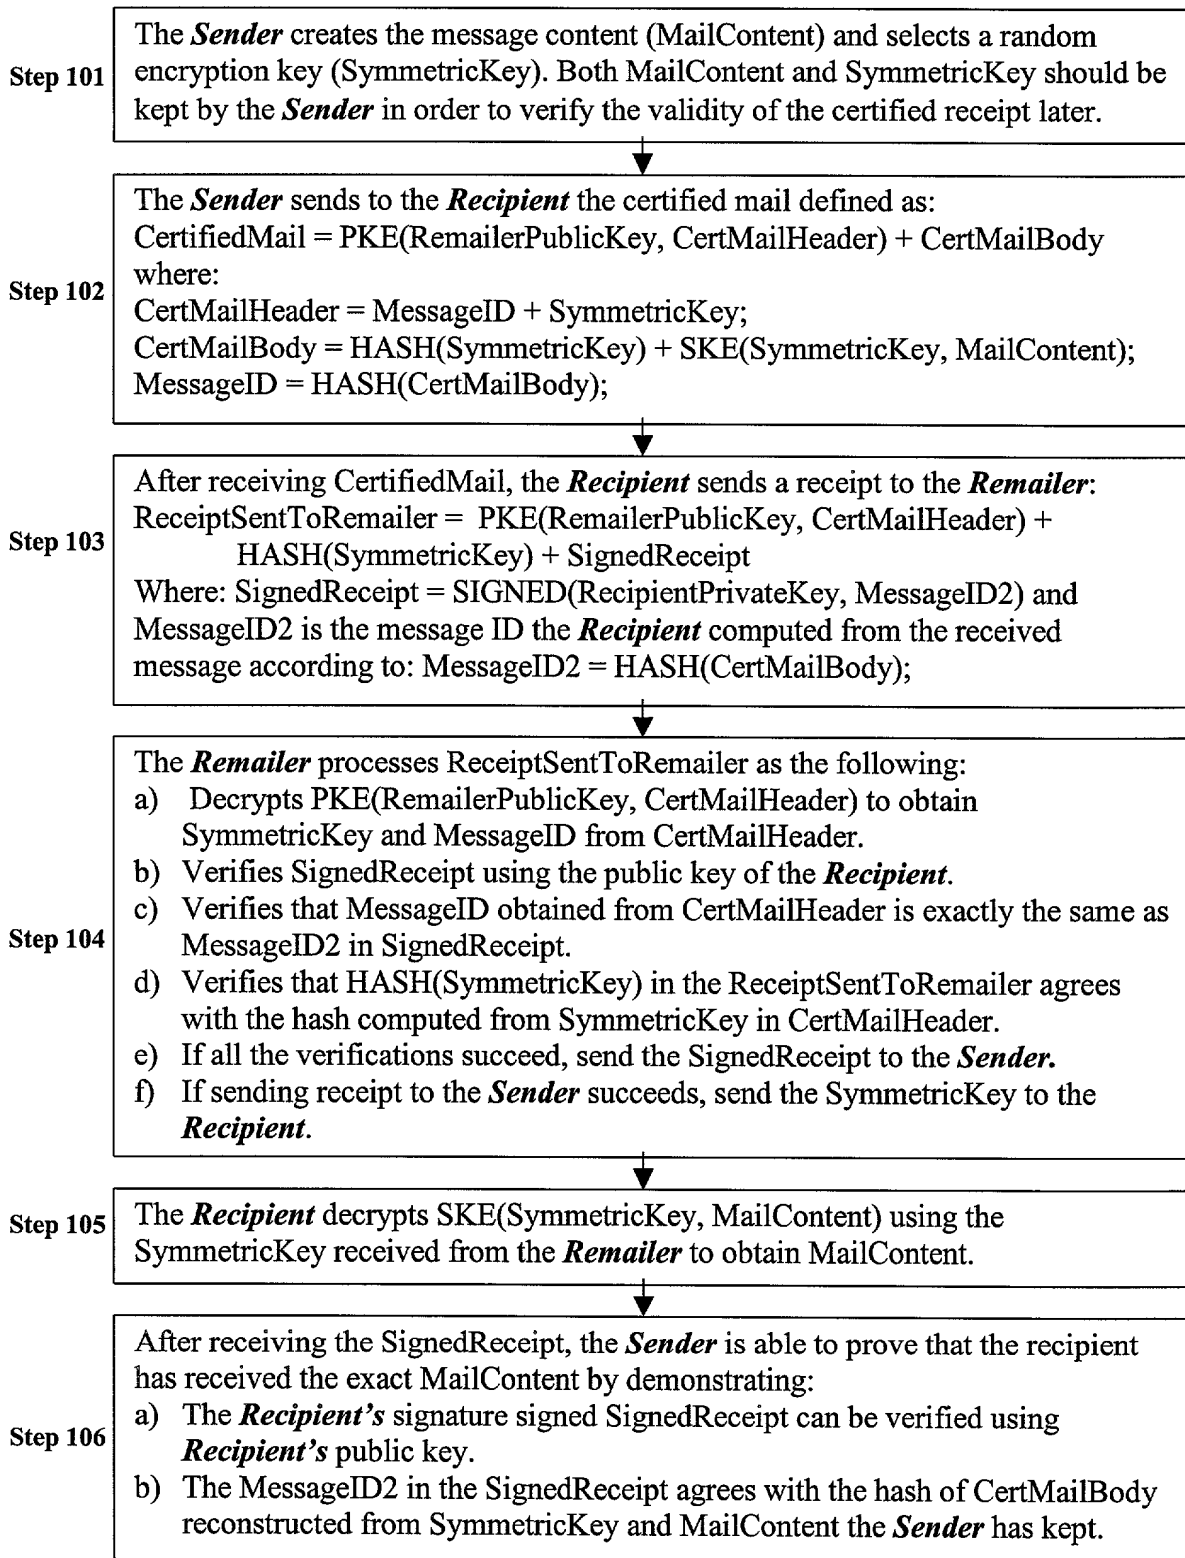 Step 101
The Sender creates the message content (MailContent) and selects a random
encryption key (SymmetricKey). Both MailContent and SymmetricKey should be
kept by the Sender in order to verify the validity of the certified receipt later.
Step 102
The Sender sends to the Recipient the certified mail defined as:
CertifiedMail = PKE(RemailerPublicKey, CertMailHeader) + CertMailBody
where:
CertMailHeader = MessageID + SymmetricKey;
CertMailBody = HASH(SymmetricKey) + SKE(SymmetricKey, MailContent);
MessageID = HASH(CertMailBody);
Step 103
After receiving CertifiedMail, the Recipient sends a receipt to the Remailer:
ReceiptSentToRemailer = PKE(RemailerPublicKey, CertMailHeader) +
HASH(SymmetricKey) + SignedReceipt
Where: SignedReceipt = SIGNED(RecipientPrivateKey, MessageID2) and
MessageID2 is the message ID the Recipient computed from the received
message according to: MessageID2 = HASH(CertMailBody);
Step 104
The Remailer processes ReceiptSentToRemailer as the following:
a) Decrypts PKE(RemailerPublicKey, CertMailHeader) to obtain
SymmetricKey and MessageID from CertMailHeader.
b) Verifies SignedReceipt using the public key of the Recipient.
c) Verifies that MessageID obtained from CertMailHeader is exactly the same as
MessageID2 in SignedReceipt.
d) Verifies that HASH(SymmetricKey) in the ReceiptSentToRemailer agrees
with the hash computed from SymmetricKey in CertMailHeader.
e) If all the verifications succeed, send the SignedReceipt to the Sender.
f) If sending receipt to the Sender succeeds, send the SymmetricKey to the
Recipient.
Step 105
The Recipient decrypts SKE(SymmetricKey, MailContent) using the
SymmetricKey received from the Remailer to obtain MailContent.
Step 106
After receiving the SignedReceipt, the Sender is able to prove that the recipient
has received the exact MailContent by demonstrating:
a) The Recipient's signature signed SignedReceipt can be verified using
Recipient's public key.
b) The MessageID2 in the SignedReceipt agrees with the hash of CertMailBody
reconstructed from SymmetricKey and MailContent the Sender has kept.